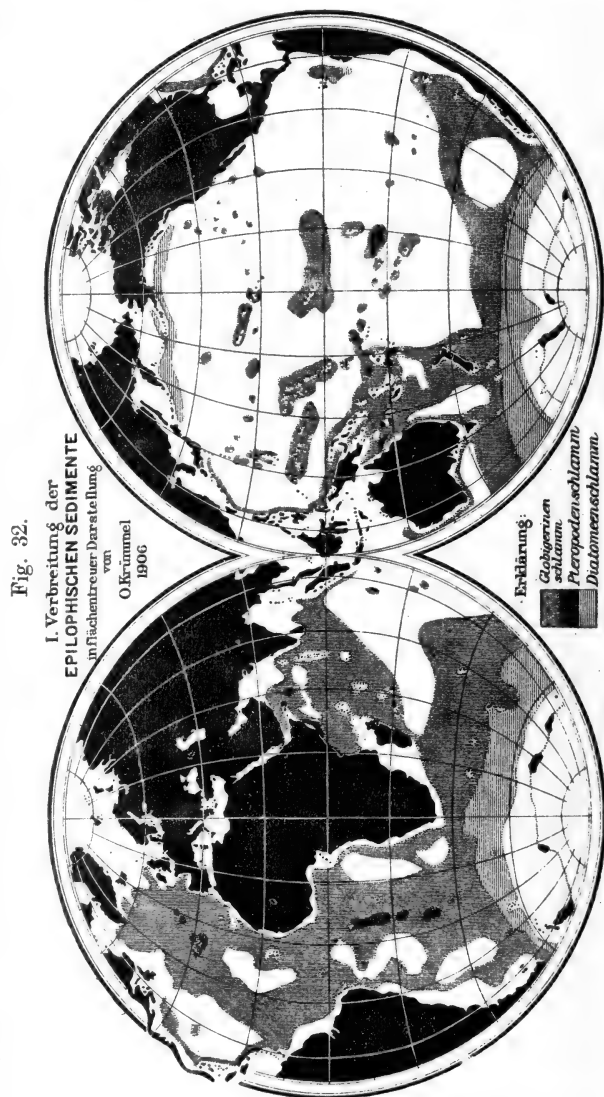 Fig. 32.
I. Verbreitung der
EPILOPHISCHEN SEDIMENTE
in flächentreuer Darstellung
von
O. Krümmel
1906
Erklärung:
Globigerinen
schlamm
Pteropodenschlamm
Diatomeenschlamm